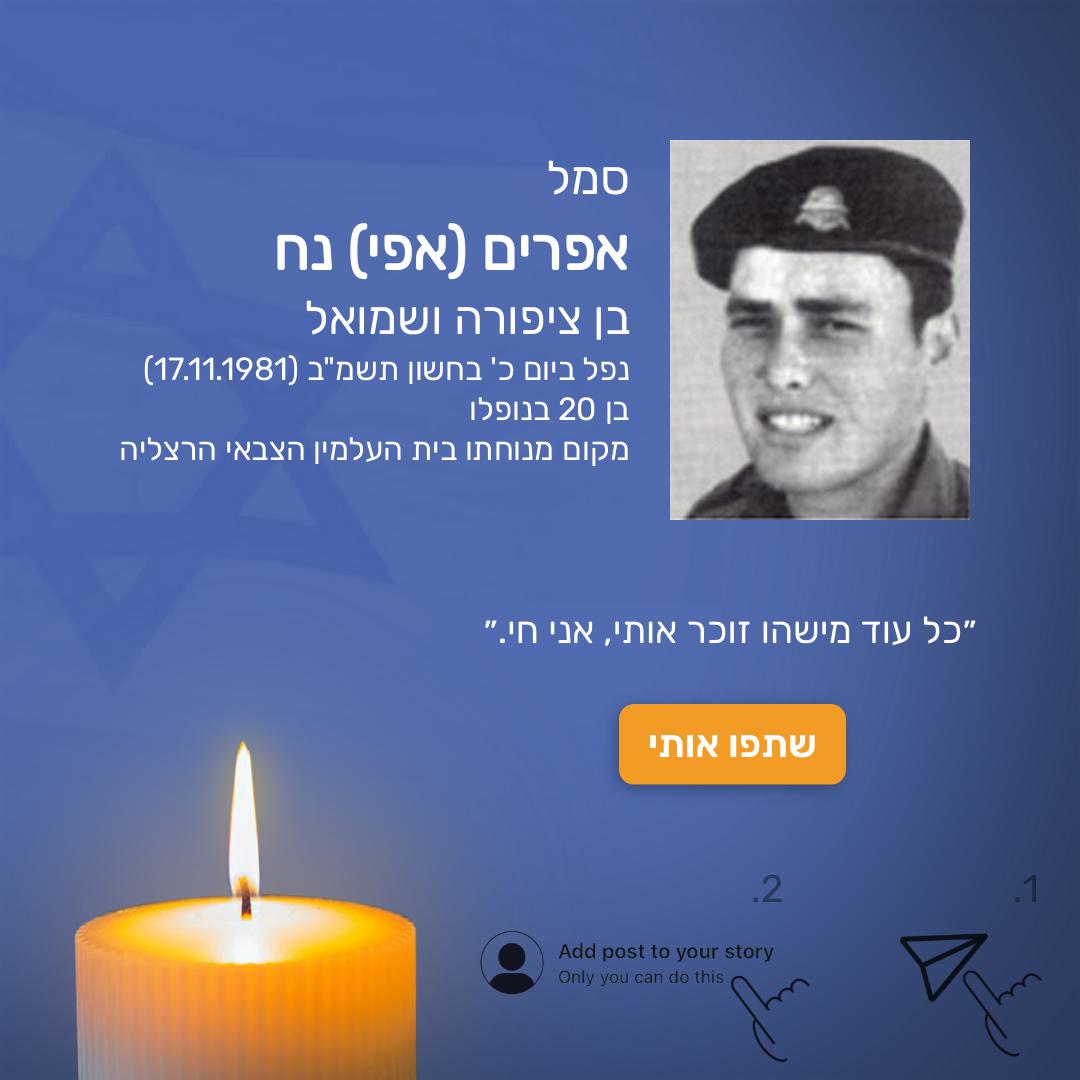 סמל
אפרים (אפי) נח
בן ציפורה ושמואל
נפל ביום כ' בחשון תשמ"ב (17.11.1981)
בן 20 בנופלו
מקום מנוחתו בית העלמין הצבאי הרצליה
״כל עוד מישהו זוכר אותי, אני חי.״
שתפו אותי
1.
2.
Add post to your story
Only you can do this